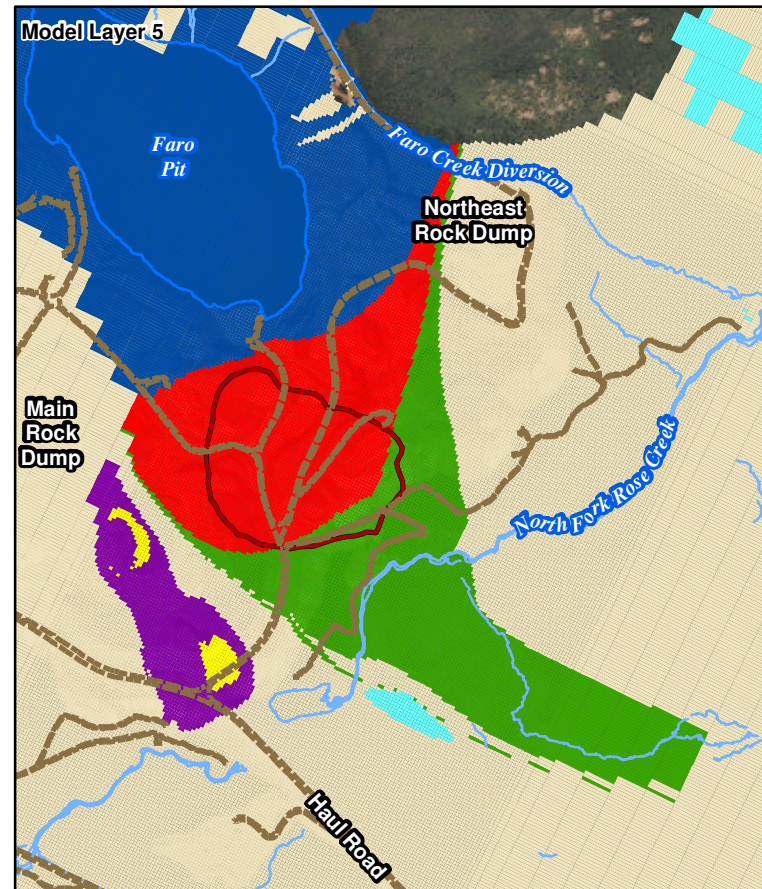 Model Layer 5
Faro
Pit
Faro Creek Diversion
Northeast
Rock Dump
Main
Rock
Dump
North Fork Rose Creek
Haul Road